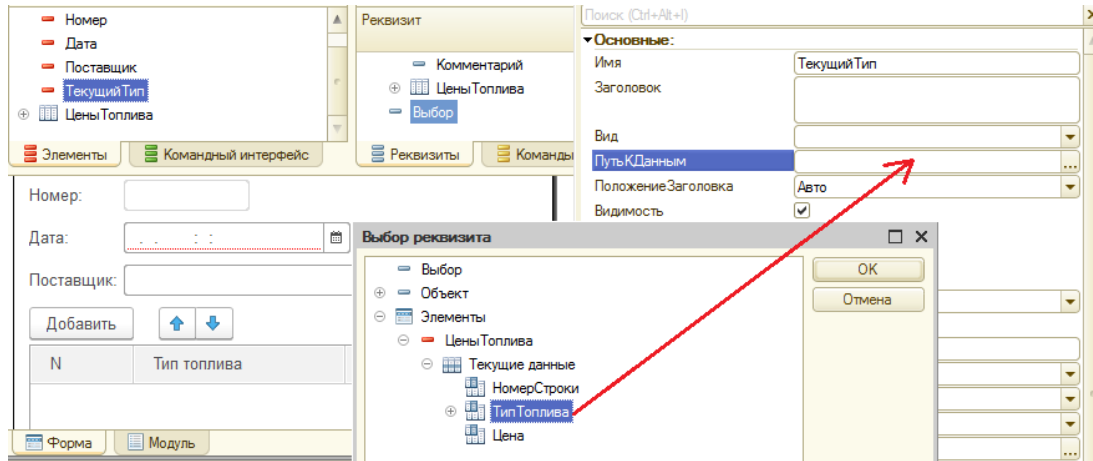 Номер
Дата
Поставщик
ТекущийТип
ЦеныТоплива
Элементы
Командный интерфейс
Реквизит
Комментарий
ЦеныТоплива
Выбор
Реквизиты
Команды
Поиск (Ctrl+Alt+I)
Основные:
Имя
ТекущийТип
Заголовок
Вид
ПутьКДанным
ПоложениеЗаголовка
Авто
Видимость
Номер:
Дата:
. . : :
Поставщик:
Добавить
N
Тип топлива
Форма
Модуль
Выбор реквизита
Выбор
Объект
Элементы
ЦеныТоплива
Текущие данные
НомерСтроки
ТипТоплива
Цена
OK
Отмена